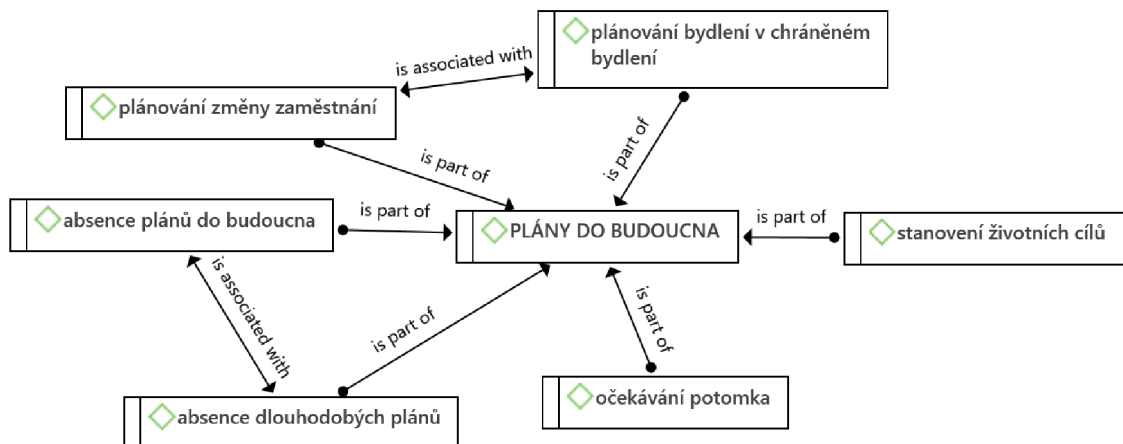 plánování bydlení v chráněném
bydlení
is associated with
plánování změny zaměstnání
is part of
is part of
absence plánů do budoucna
is part of
PLÁNY DO BUDOUCNA
is part of
stanovení životních cílů
is associated with
is part of
is part of
očekávání potomka
absence dlouhodobých plánů